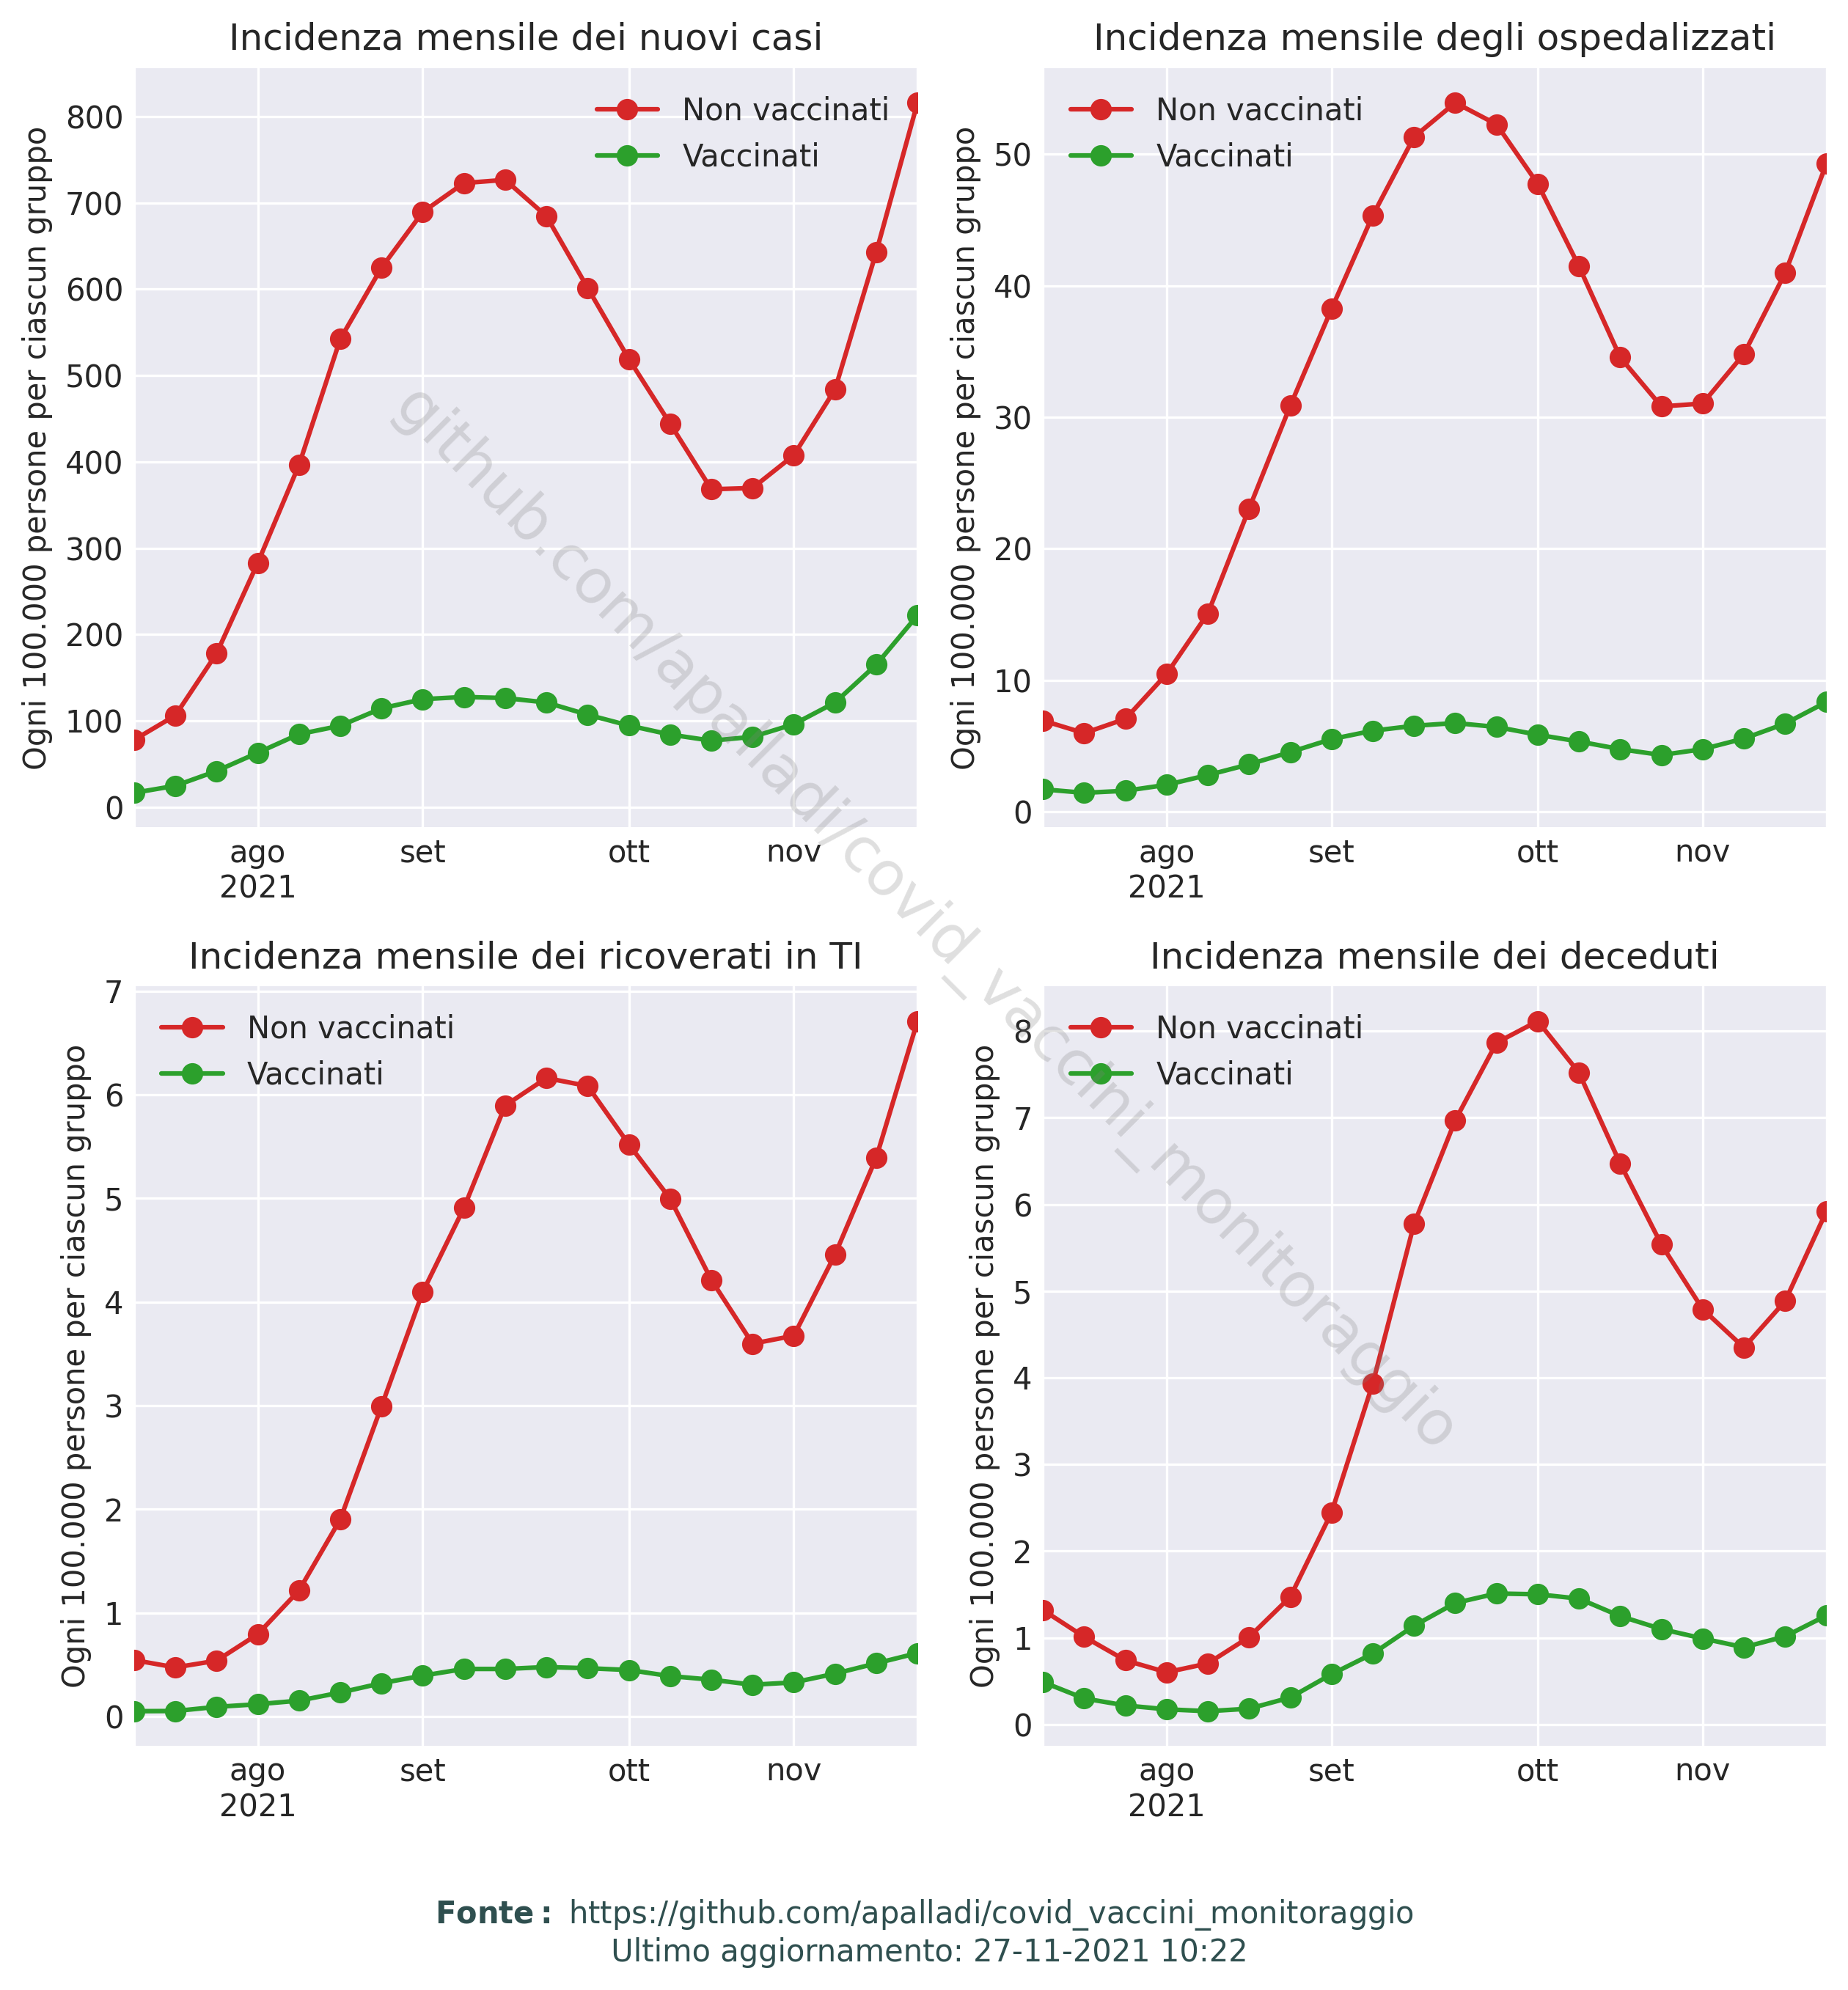 Incidenza mensile dei nuovi casi
Ogni 100.000 persone per ciascun gruppo
800
700
600
500
400
300
200
100
0
Non vaccinati
Vaccinati
ago
2021
set
ott
nov
Incidenza mensile degli ospedalizzati
Ogni 100.000 persone per ciascun gruppo
50
40
30
20
10
0
Non vaccinati
Vaccinati
ago
2021
set
ott
nov
Incidenza mensile dei ricoverati in TI
Ogni 100.000 persone per ciascun gruppo
7
6
5
4
3
2
1
0
Non vaccinati
Vaccinati
ago
2021
set
ott
nov
Incidenza mensile dei deceduti
Ogni 100.000 persone per ciascun gruppo
8
7
6
5
4
3
2
1
0
Non vaccinati
Vaccinati
ago
2021
set
ott
nov
github.com/apalladi/covid_vaccini_monitoraggio
Fonte: https://github.com/apalladi/covid_vaccini_monitoraggio
Ultimo aggiornamento: 27-11-2021 10:22